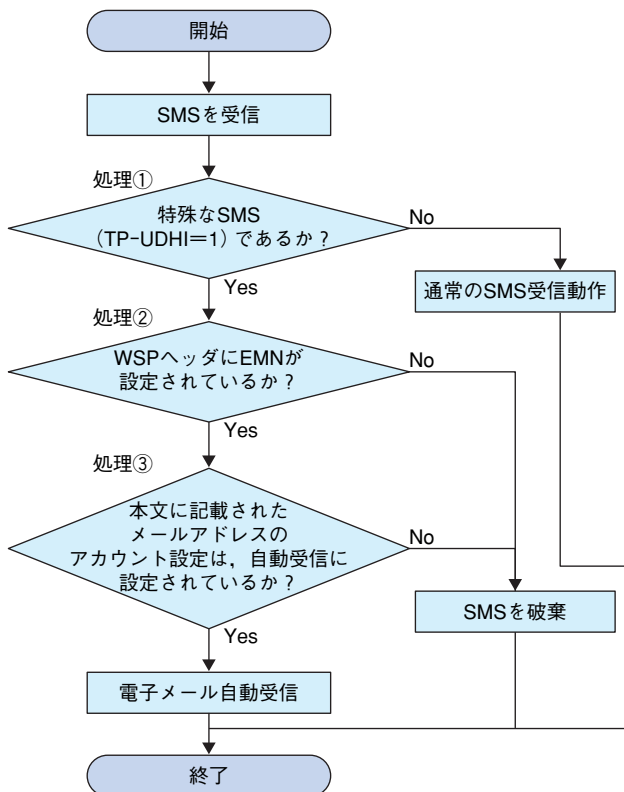 開始
SMSを受信
処理①
特殊なSMS
（TP-UDHI＝1）であるか？
No
Yes
通常のSMS受信動作
処理②
WSPヘッダにEMNが
設定されているか？
No
Yes
処理③
本文に記載された
メールアドレスの
アカウント設定は，自動受信に
設定されているか？
No
Yes
SMSを破棄
電子メール自動受信
終了